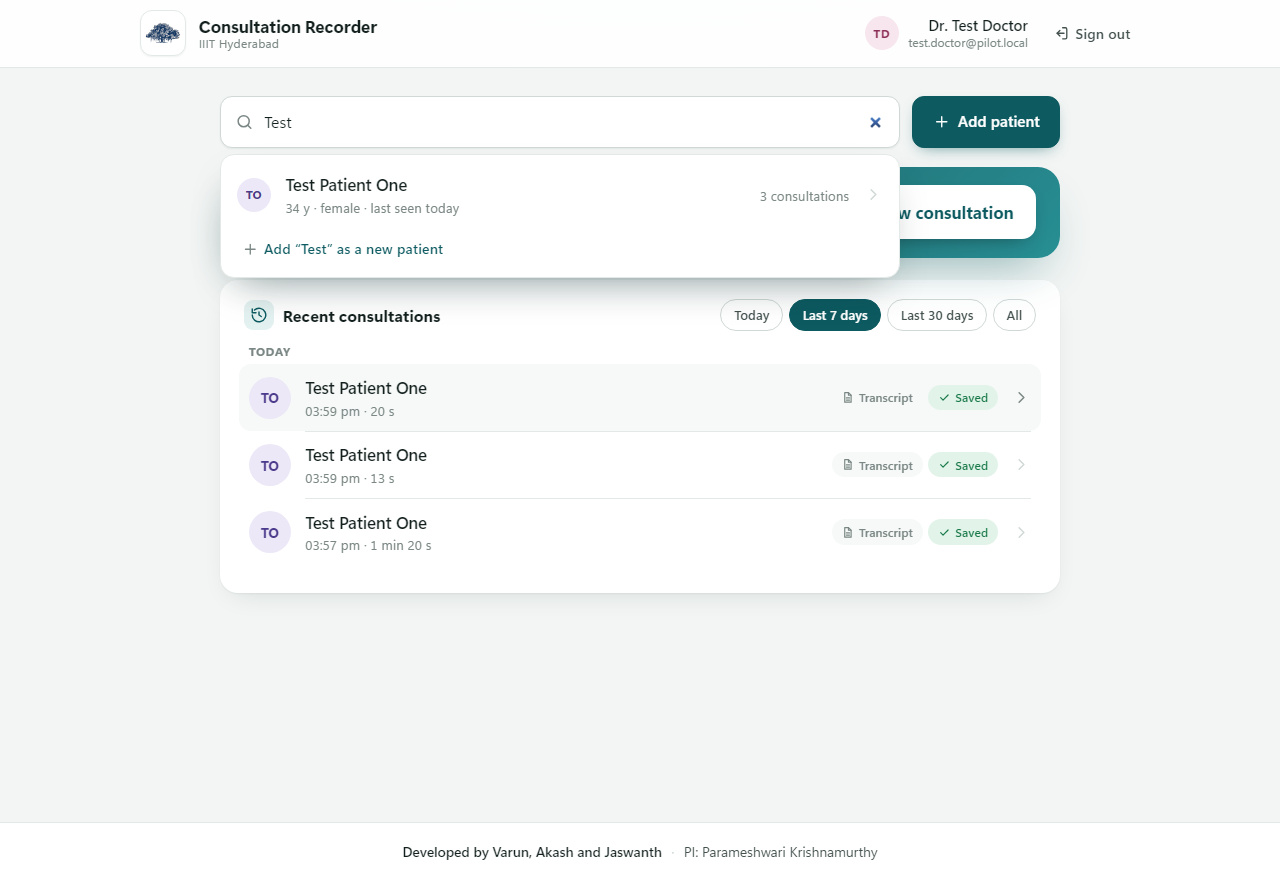 Consultation Recorder
IIIT Hyderabad
TD
Dr. Test Doctor
test.doctor@pilot.local
Sign out
Test
Add patient
TO
Test Patient One
34 y · female · last seen today
3 consultations
Add “Test” as a new patient
consultation
Recent consultations
Today
Last 7 days
Last 30 days
All
TODAY
TO
Test Patient One
03:59 pm · 20 s
Transcript
Saved
TO
Test Patient One
03:59 pm · 13 s
Transcript
Saved
TO
Test Patient One
03:57 pm · 1 min 20 s
Transcript
Saved
Developed by Varun, Akash and Jaswanth · PI: Parameshwari Krishnamurthy